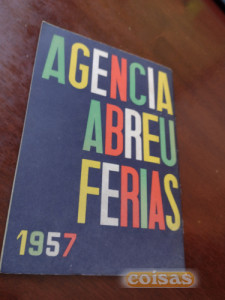 AGENCIA
ABREU
FERIAS
1957
coisas